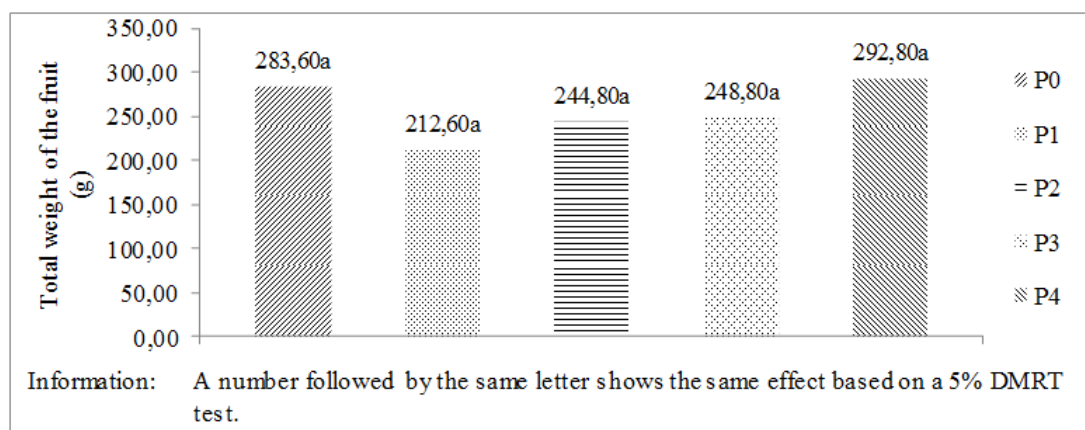 Total weight of the fruit
(g)
350,00
300,00
250,00
200,00
150,00
100,00
50,00
0,00
283,60a
212,60a
244,80a
248,80a
292,80a
P0
P1
P2
P3
P4
Information: A number followed by the same letter shows the same effect based on a 5% DMRT
test.